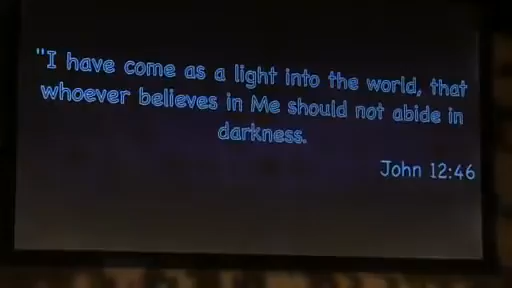 "I have come as a light into the world, that
whoever believes in Me should not abide in
darkness.
John 12:46